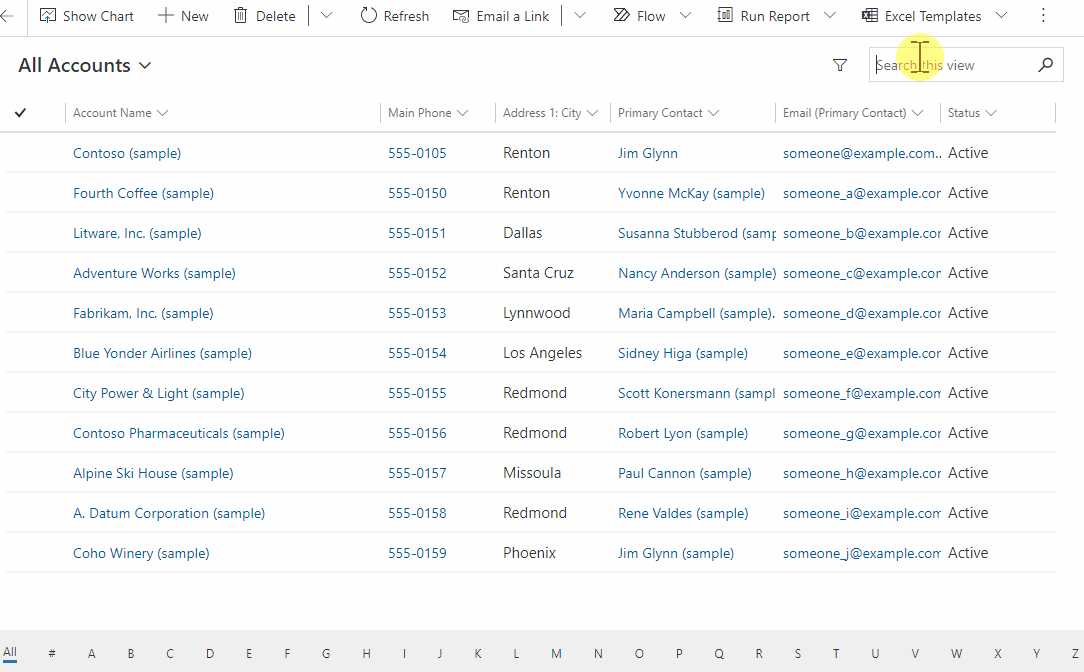 Show Chart New Delete Refresh Email a Link Flow Run Report Excel Templates
All Accounts Search this view
Account Name Main Phone Address 1: City Primary Contact Email (Primary Contact) Status
Contoso (sample) 555-0105 Renton Jim Glynn someone@example.com.. Active
Fourth Coffee (sample) 555-0150 Renton Yvonne McKay (sample) someone_a@example.cor Active
Litware, Inc. (sample) 555-0151 Dallas Susanna Stubberod (samp someone_b@example.cor Active
Adventure Works (sample) 555-0152 Santa Cruz Nancy Anderson (sample) someone_c@example.cor Active
Fabrikam, Inc. (sample) 555-0153 Lynnwood Maria Campbell (sample). someone_d@example.cor Active
Blue Yonder Airlines (sample) 555-0154 Los Angeles Sidney Higa (sample) someone_e@example.cor Active
City Power & Light (sample) 555-0155 Redmond Scott Konersmann (sampl someone_f@example.com Active
Contoso Pharmaceuticals (sample) 555-0156 Redmond Robert Lyon (sample) someone_g@example.cor Active
Alpine Ski House (sample) 555-0157 Missoula Paul Cannon (sample) someone_h@example.cor Active
A. Datum Corporation (sample) 555-0158 Redmond Rene Valdes (sample) someone_i@example.com Active
Coho Winery (sample) 555-0159 Phoenix Jim Glynn (sample) someone_j@example.com Active
All # A B C D E F G H I J K L M N O P Q R S T U V W X Y Z